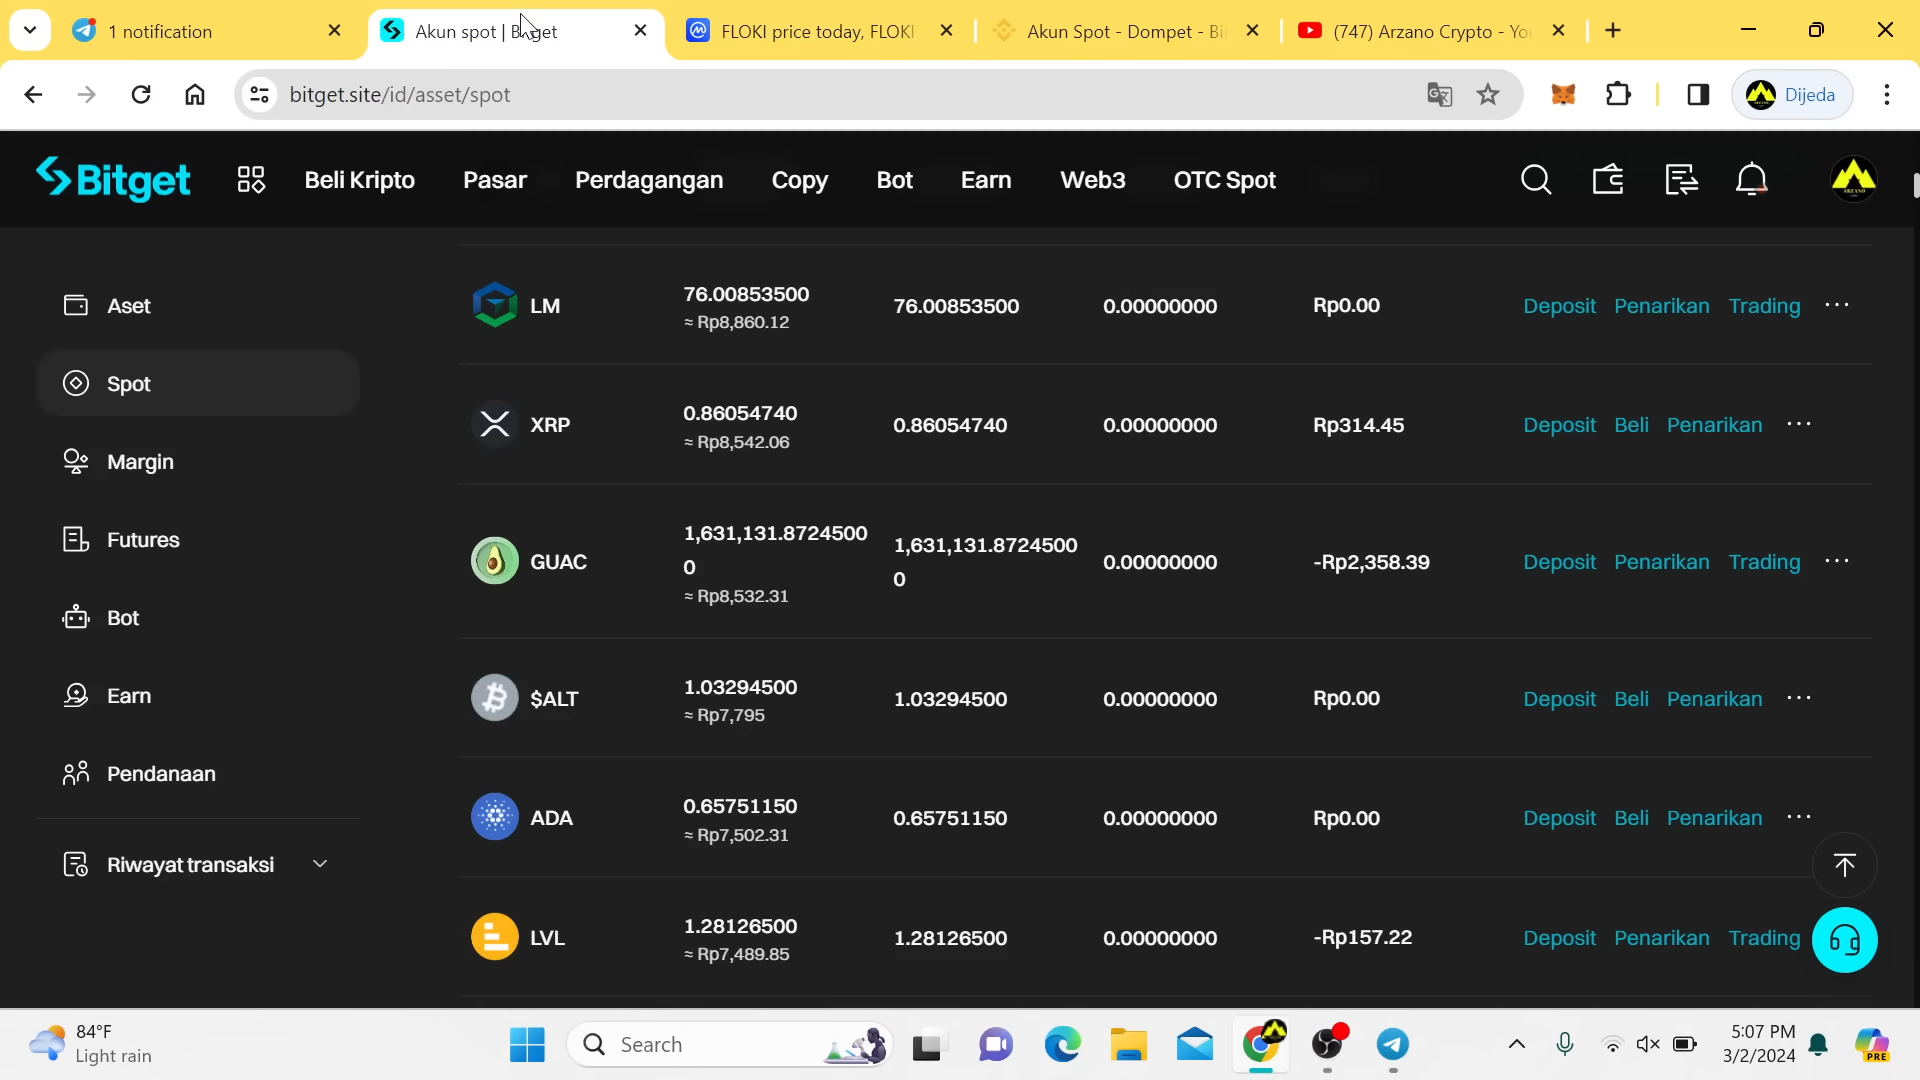 1 notification
Akun spot | Bitget
FLOKI price today, FLOKI
Akun Spot - Dompet - Bi
(747) Arzano Crypto - You
bitget.site/id/asset/spot
Dijeda
Bitget
Beli Kripto
Pasar
Perdagangan
Copy
Bot
Earn
Web3
OTC Spot
Aset
Spot
Margin
Futures
Bot
Earn
Pendanaan
Riwayat transaksi
LM
76.00853500
≈ Rp8,860.12
76.00853500
0.00000000
Rp0.00
Deposit Penarikan Trading ...
XRP
0.86054740
≈ Rp8,542.06
0.86054740
0.00000000
Rp314.45
Deposit Beli Penarikan ...
GUAC
1,631,131.8724500
0
≈ Rp8,532.31
1,631,131.8724500
0
0.00000000
-Rp2,358.39
Deposit Penarikan Trading ...
$ALT
1.03294500
≈ Rp7,795
1.03294500
0.00000000
Rp0.00
Deposit Beli Penarikan ...
ADA
0.65751150
≈ Rp7,502.31
0.65751150
0.00000000
Rp0.00
Deposit Beli Penarikan ...
LVL
1.28126500
≈ Rp7,489.85
1.28126500
0.00000000
-Rp157.22
Deposit Penarikan Trading
84°F
Light rain
Search
5:07 PM
3/2/2024
PRE